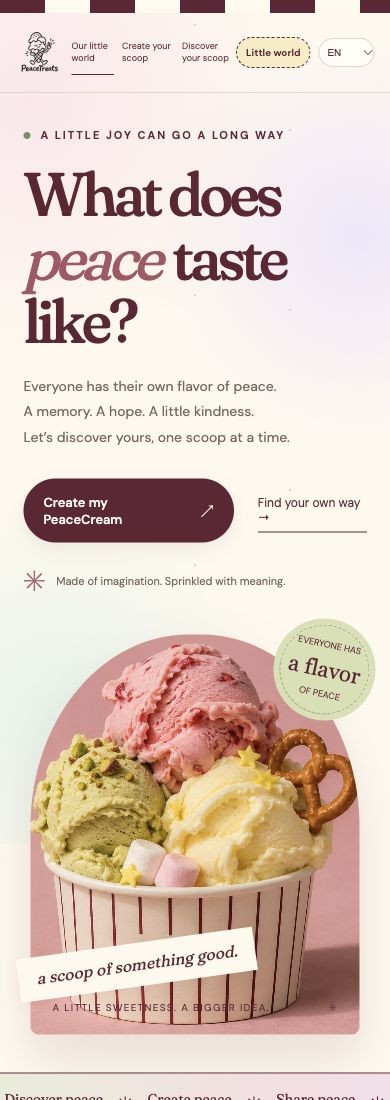 PeaceTreats
Our little
world
Create your
scoop
Discover
your scoop
Little world
EN
A LITTLE JOY CAN GO A LONG WAY
What does
peace taste
like?
Everyone has their own flavor of peace.
A memory. A hope. A little kindness.
Let’s discover yours, one scoop at a time.
Create my
PeaceCream ↗
Find your own way
→
Made of imagination. Sprinkled with meaning.
EVERYONE HAS
a flavor
OF PEACE
a scoop of something good.
A LITTLE SWEETNESS. A BIGGER IDEA.
Discover peace Create peace Share peace